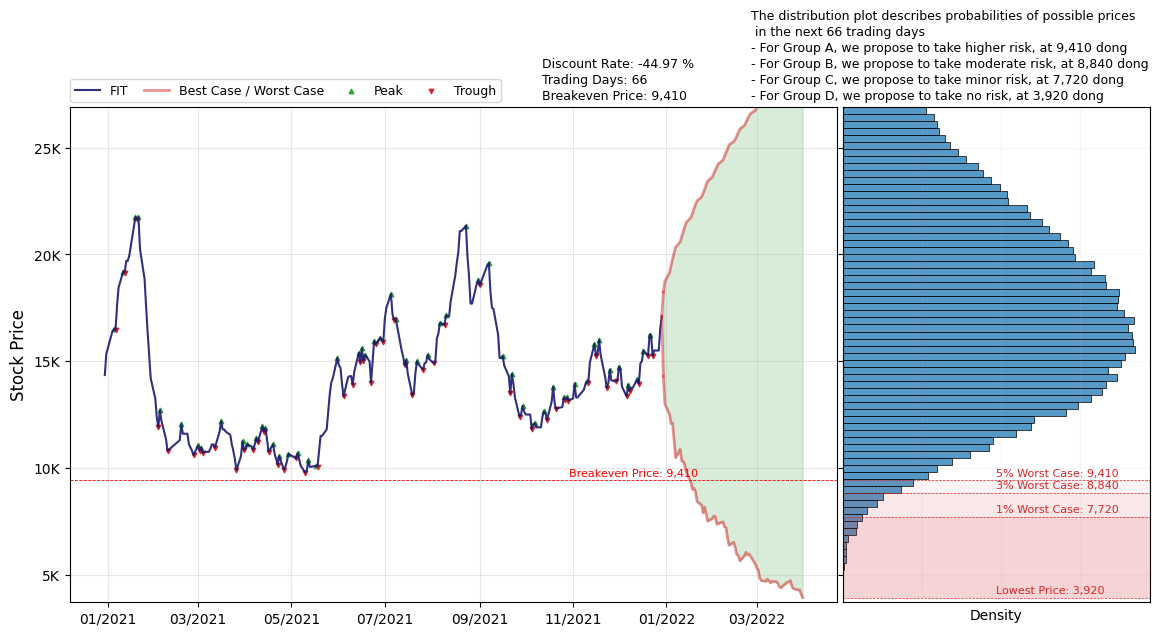 The distribution plot describes probabilities of possible prices
in the next 66 trading days
- For Group A, we propose to take higher risk, at 9,410 dong
- For Group B, we propose to take moderate risk, at 8,840 dong
- For Group C, we propose to take minor risk, at 7,720 dong
- For Group D, we propose to take no risk, at 3,920 dong
Discount Rate: -44.97 %
Trading Days: 66
Breakeven Price: 9,410
FIT
Best Case / Worst Case
Peak
Trough
Stock Price
25K
20K
15K
10K
5K
Breakeven Price: 9,410
5% Worst Case: 9,410
3% Worst Case: 8,840
1% Worst Case: 7,720
Lowest Price: 3,920
01/2021
03/2021
05/2021
07/2021
09/2021
11/2021
01/2022
03/2022
Density